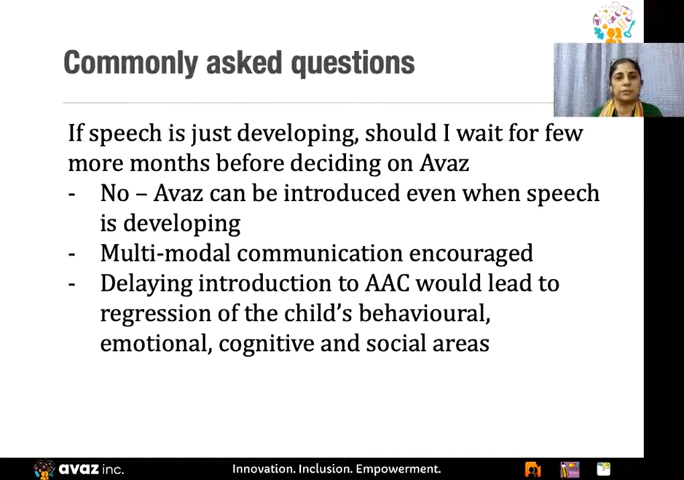 Commonly asked questions
If speech is just developing, should I wait for few
more months before deciding on Avaz
- No – Avaz can be introduced even when speech
is developing
- Multi-modal communication encouraged
- Delaying introduction to AAC would lead to
regression of the child’s behavioural,
emotional, cognitive and social areas
avaz inc.
Innovation. Inclusion. Empowerment.